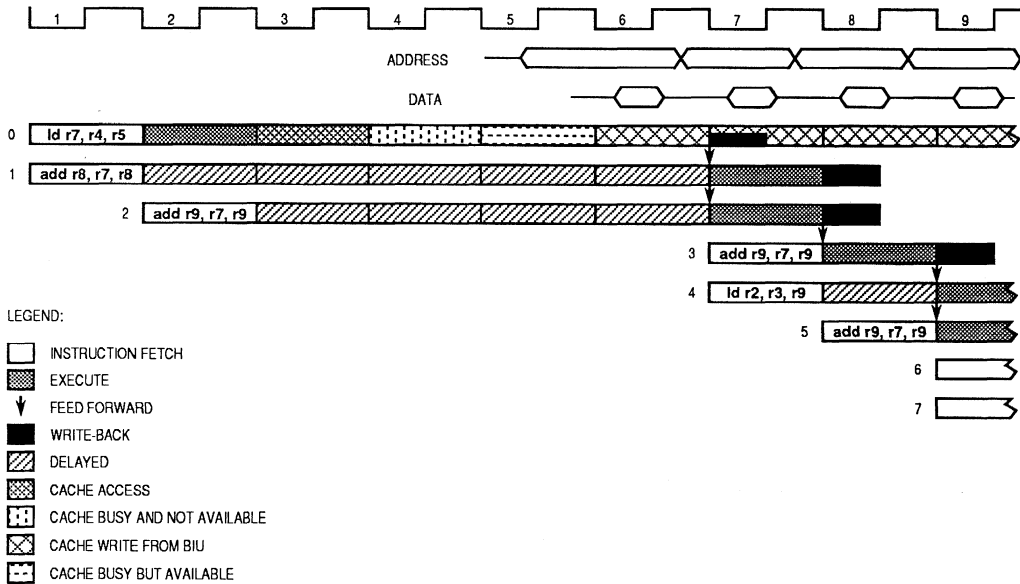 1 2 3 4 5 6 7 8 9
ADDRESS
DATA
0 ld r7, r4, r5
1 add r8, r7, r8
2 add r9, r7, r9
3 add r9, r7, r9
4 ld r2, r3, r9
LEGEND:
5 add r9, r7, r9
INSTRUCTION FETCH
6
EXECUTE
7
FEED FORWARD
WRITE-BACK
DELAYED
CACHE ACCESS
CACHE BUSY AND NOT AVAILABLE
CACHE WRITE FROM BIU
CACHE BUSY BUT AVAILABLE